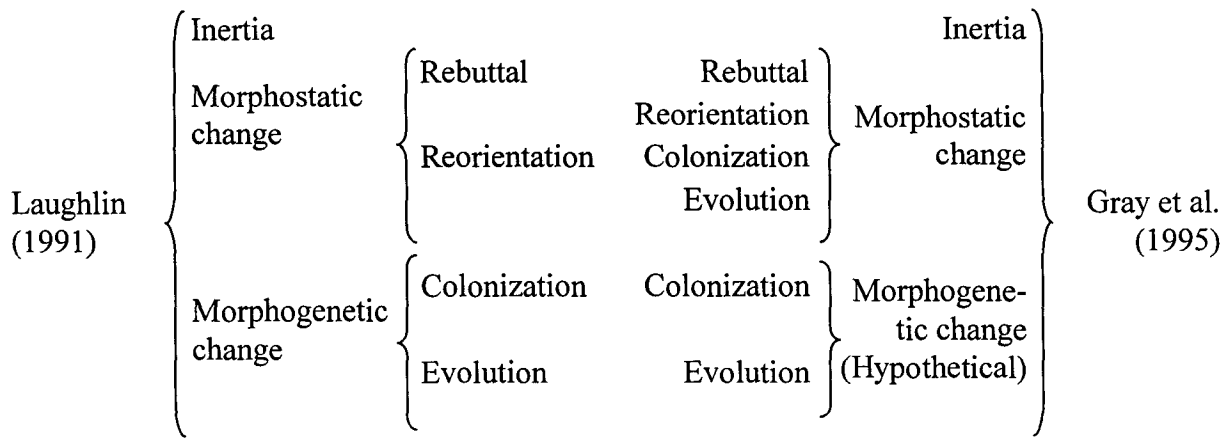 Laughlin
(1991)
Inertia
Morphostatic
change
Rebuttal
Reorientation
Morphogenetic
change
Colonization
Evolution
Rebuttal
Reorientation
Colonization
Evolution
Colonization
Evolution
Inertia
Morphostatic
change
Morphogene-
tic change
(Hypothetical)
Gray et al.
(1995)